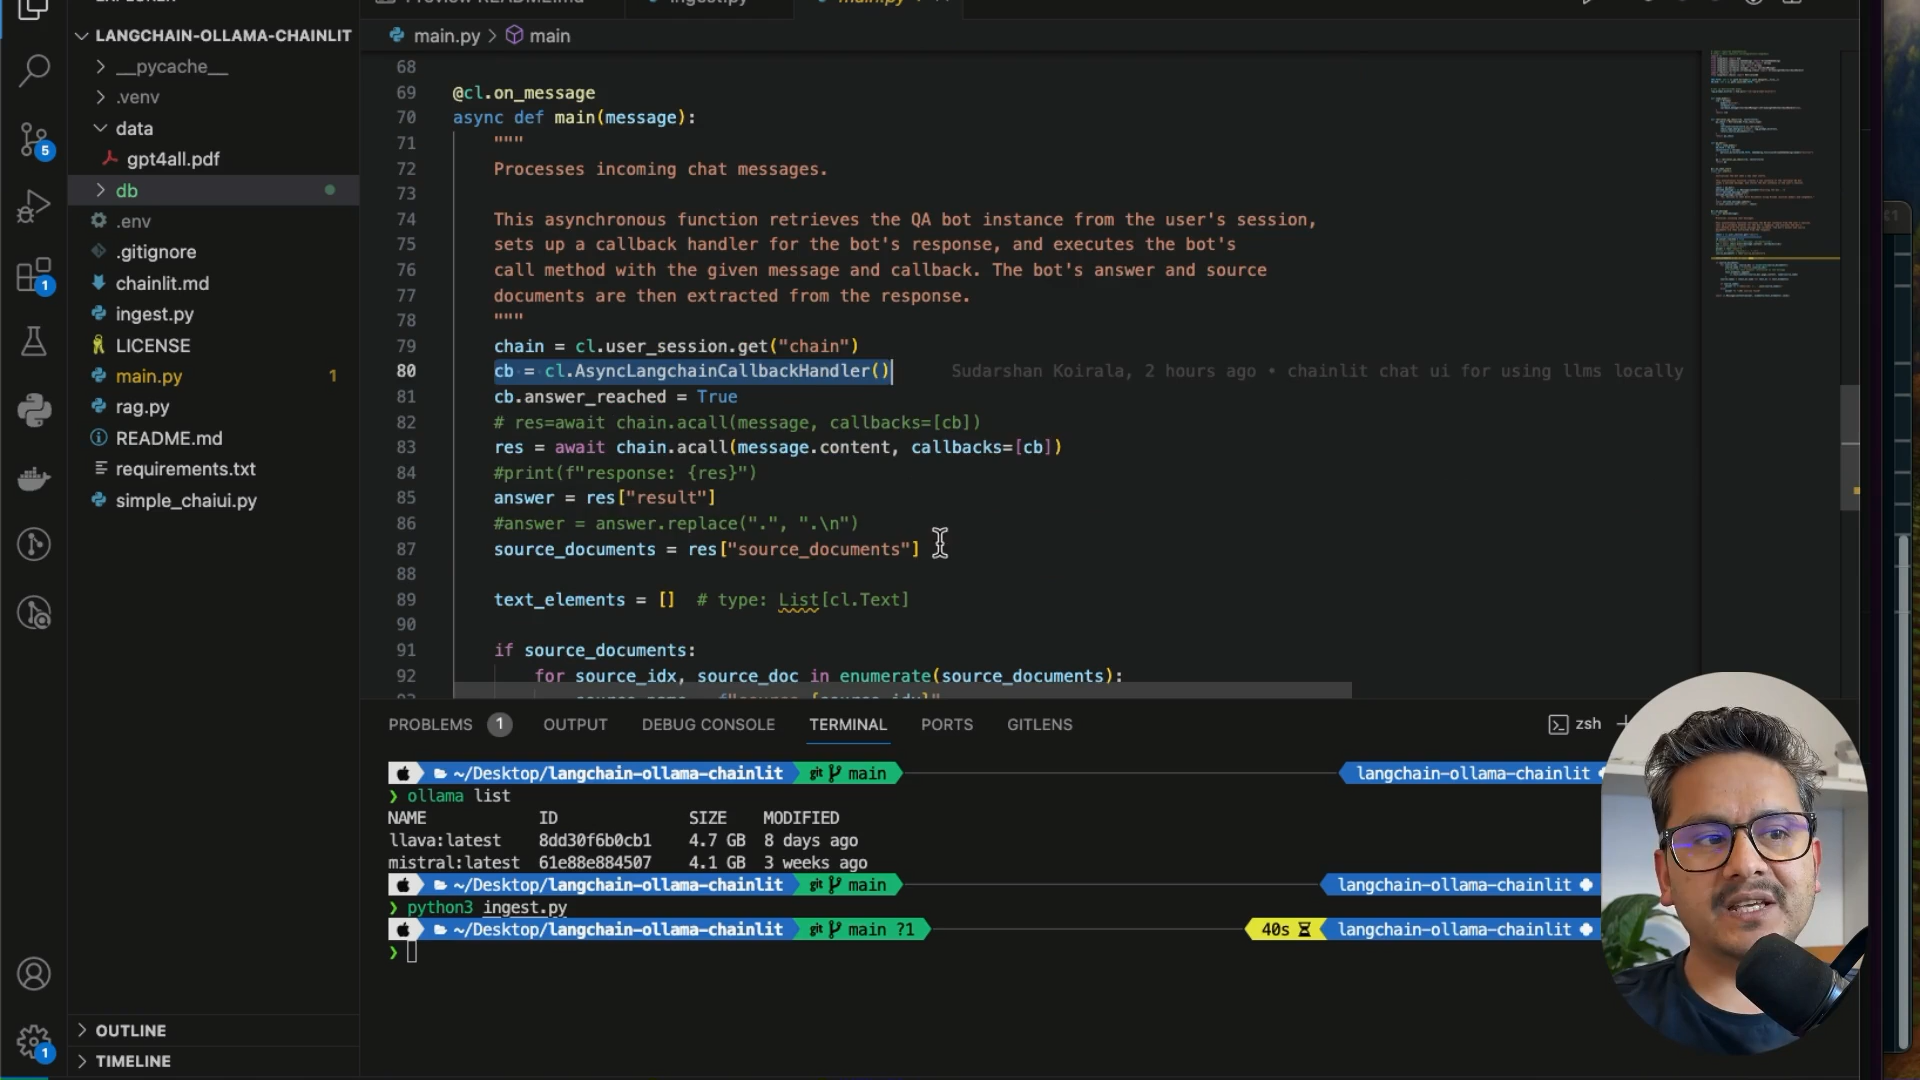 LANGCHAIN-OLLAMA-CHAINLIT
__pycache__
.venv
data
gpt4all.pdf
db
.env
.gitignore
chainlit.md
ingest.py
LICENSE
main.py 1
rag.py
README.md
requirements.txt
simple_chaiui.py
OUTLINE
TIMELINE
5
1
1
main.py > main
68
69 @cl.on_message
70 async def main(message):
71 """
72 Processes incoming chat messages.
73
74 This asynchronous function retrieves the QA bot instance from the user's session,
75 sets up a callback handler for the bot's response, and executes the bot's
76 call method with the given message and callback. The bot's answer and source
77 documents are then extracted from the response.
78 """
79 chain = cl.user_session.get("chain")
80 cb = cl.AsyncLangchainCallbackHandler() Sudarshan Koirala, 2 hours ago • chainlit chat ui for using llms locally
81 cb.answer_reached = True
82 # res=await chain.acall(message, callbacks=[cb])
83 res = await chain.acall(message.content, callbacks=[cb])
84 #print(f"response: {res}")
85 answer = res["result"]
86 #answer = answer.replace(".", ".\n")
87 source_documents = res["source_documents"]
88
89 text_elements = [] # type: List[cl.Text]
90
91 if source_documents:
92 for source_idx, source_doc in enumerate(source_documents):
PROBLEMS 1 OUTPUT DEBUG CONSOLE TERMINAL PORTS GITLENS zsh
~/Desktop/langchain-ollama-chainlit git main langchain-ollama-chainlit
❯ ollama list
NAME ID SIZE MODIFIED
llava:latest 8dd30f6b0cb1 4.7 GB 8 days ago
mistral:latest 61e88e884507 4.1 GB 3 weeks ago
~/Desktop/langchain-ollama-chainlit git main langchain-ollama-chainlit
❯ python3 ingest.py
~/Desktop/langchain-ollama-chainlit git main ?1 40s langchain-ollama-chainlit
❯